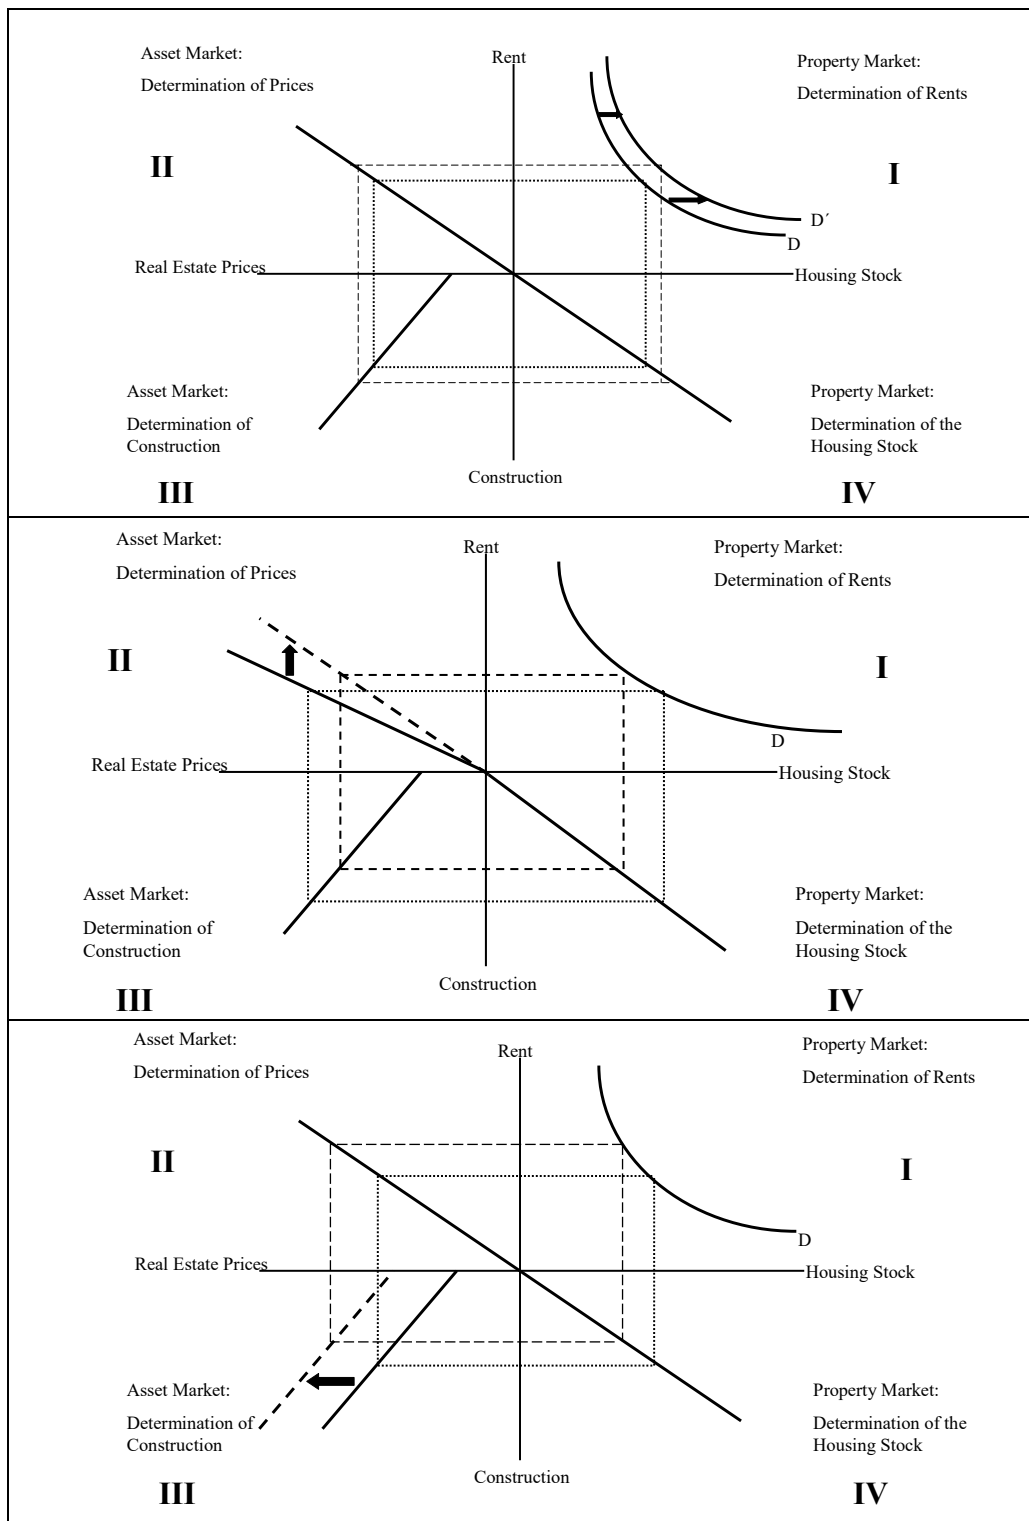 Asset Market:
Determination of Prices
Rent
Property Market:
Determination of Rents
II
I
D´
D
Real Estate Prices
Housing Stock
Asset Market:
Determination of
Construction
Property Market:
Determination of the
Housing Stock
Construction
III
IV
Asset Market:
Determination of Prices
Rent
Property Market:
Determination of Rents
II
I
D
Real Estate Prices
Housing Stock
Asset Market:
Determination of
Construction
Property Market:
Determination of the
Housing Stock
Construction
III
IV
Asset Market:
Determination of Prices
Rent
Property Market:
Determination of Rents
II
I
D
Real Estate Prices
Housing Stock
Asset Market:
Determination of
Construction
Property Market:
Determination of the
Housing Stock
Construction
III
IV